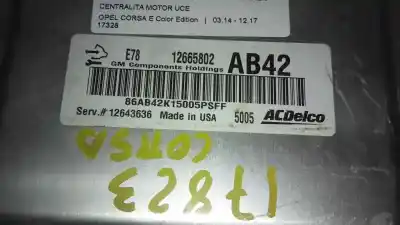 CENTRALITA MOTOR UCE
OPEL CORSA E Color Edition | 03.14 - 12.17
17328
E78 12665802 AB42
GM Components Holdings
86AB42K15005PSFF
Serv.# 12643636 Made in USA 5005 ACDelco
CORSA
17823